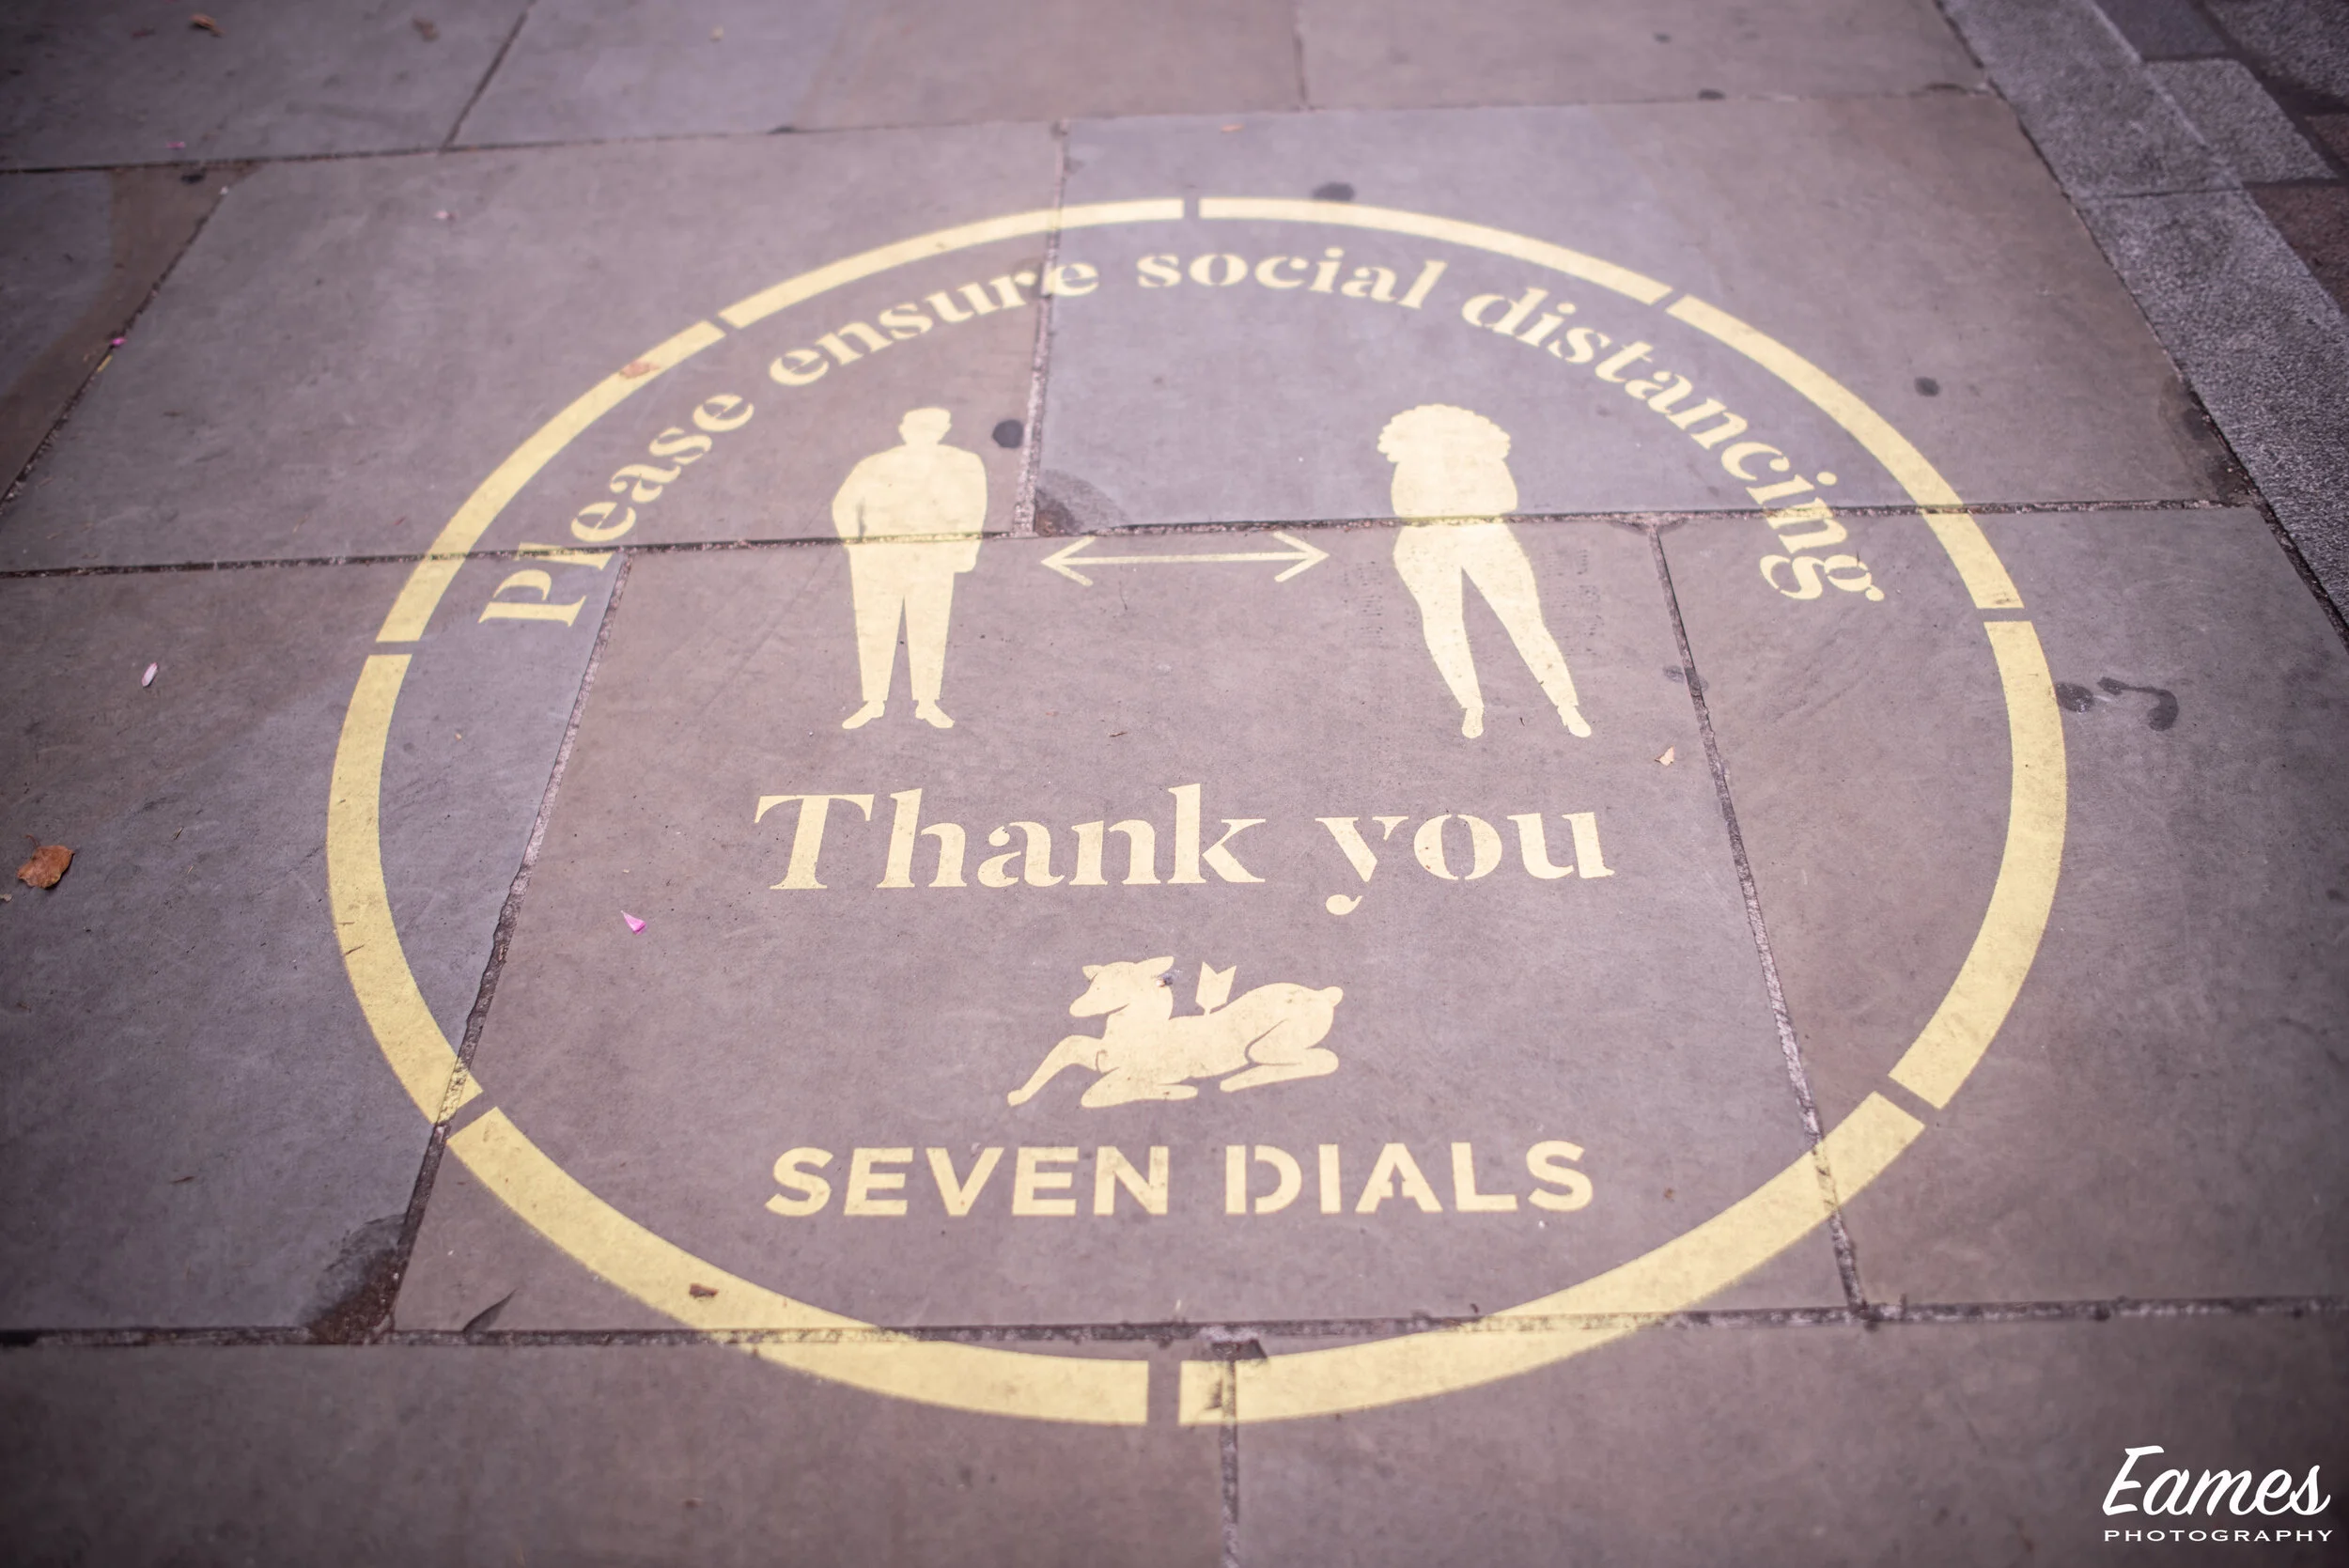 Please ensure social distancing
Thank you
SEVEN DIALS
Eames
PHOTOGRAPHY